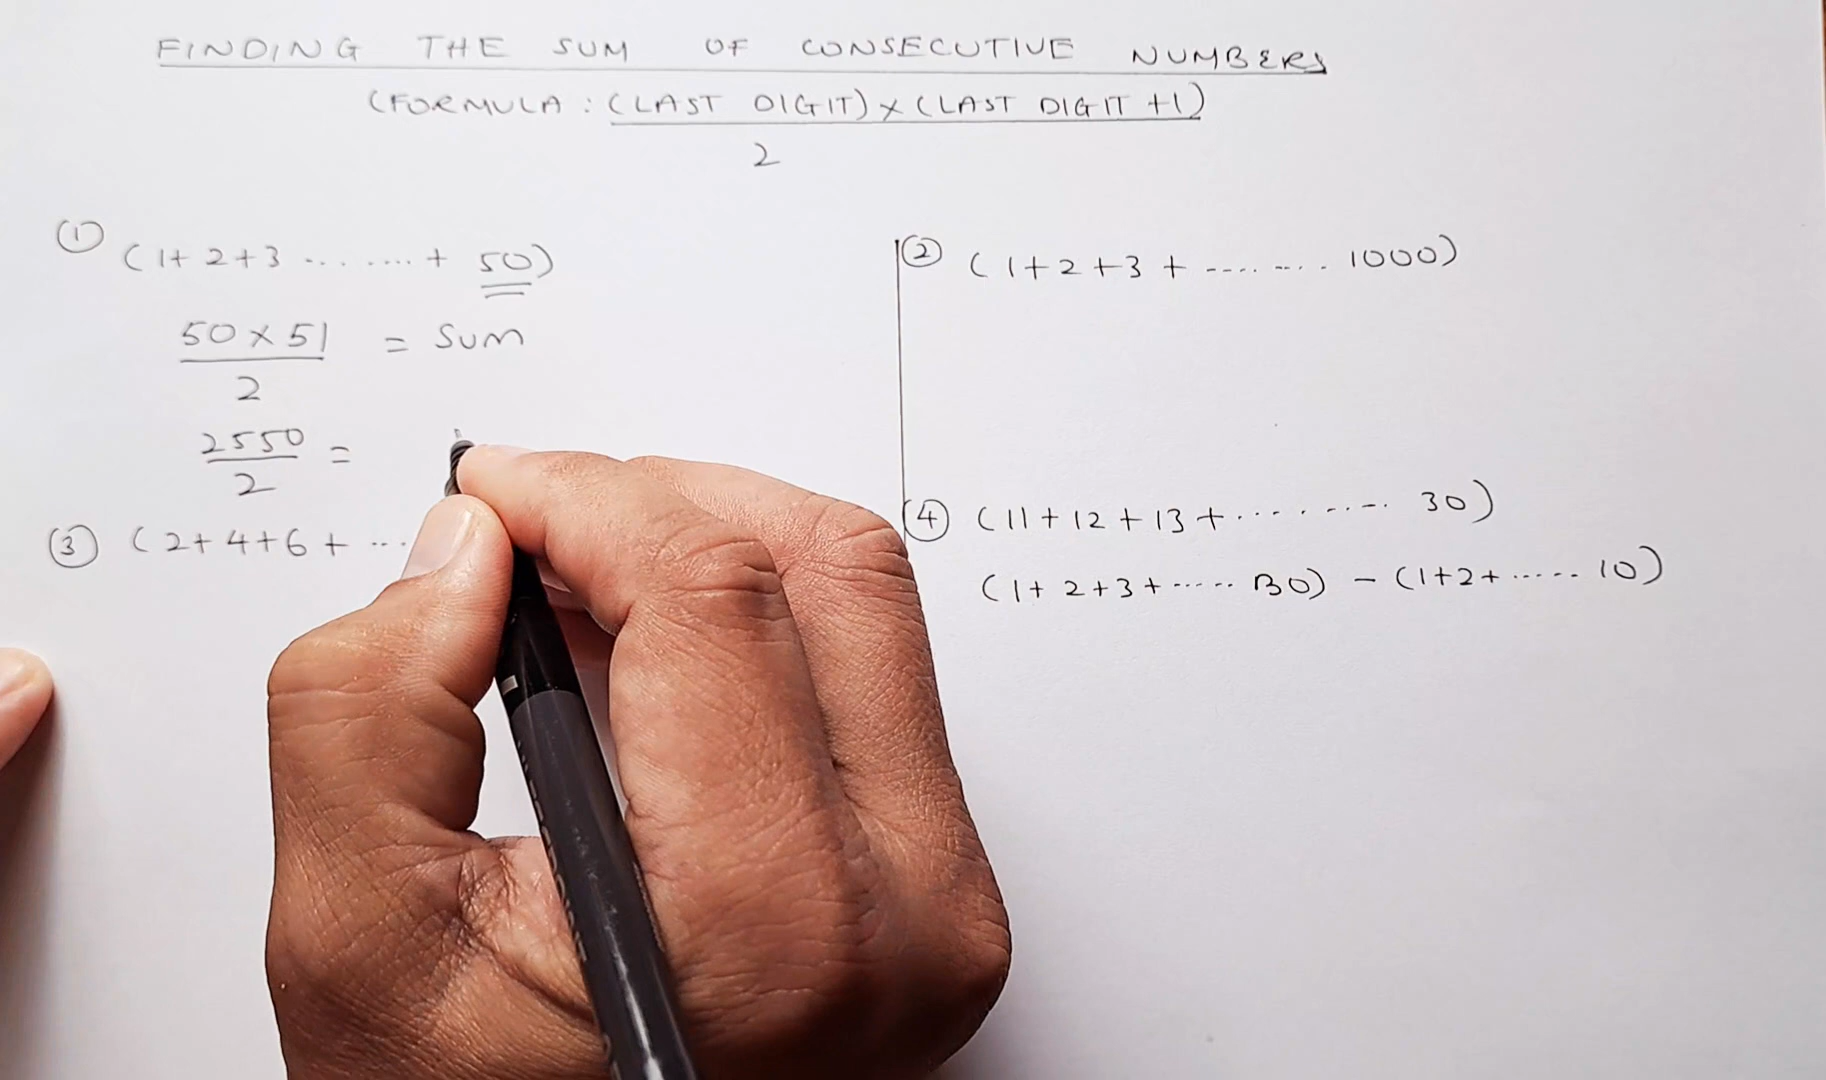 FINDING THE SUM OF CONSECUTIVE NUMBERS
(FORMULA : (LAST DIGIT) x (LAST DIGIT +1)
2
① (1+ 2+3 ........ + 50)
50 x 51 = Sum
2
2550 =
2
③ (2+4+6+ ...
② (1+2+3+ ........ 1000)
④ (11+12+13+ ........ 30)
(1+ 2+3+ ..... 30) - (1+2+ ..... 10)